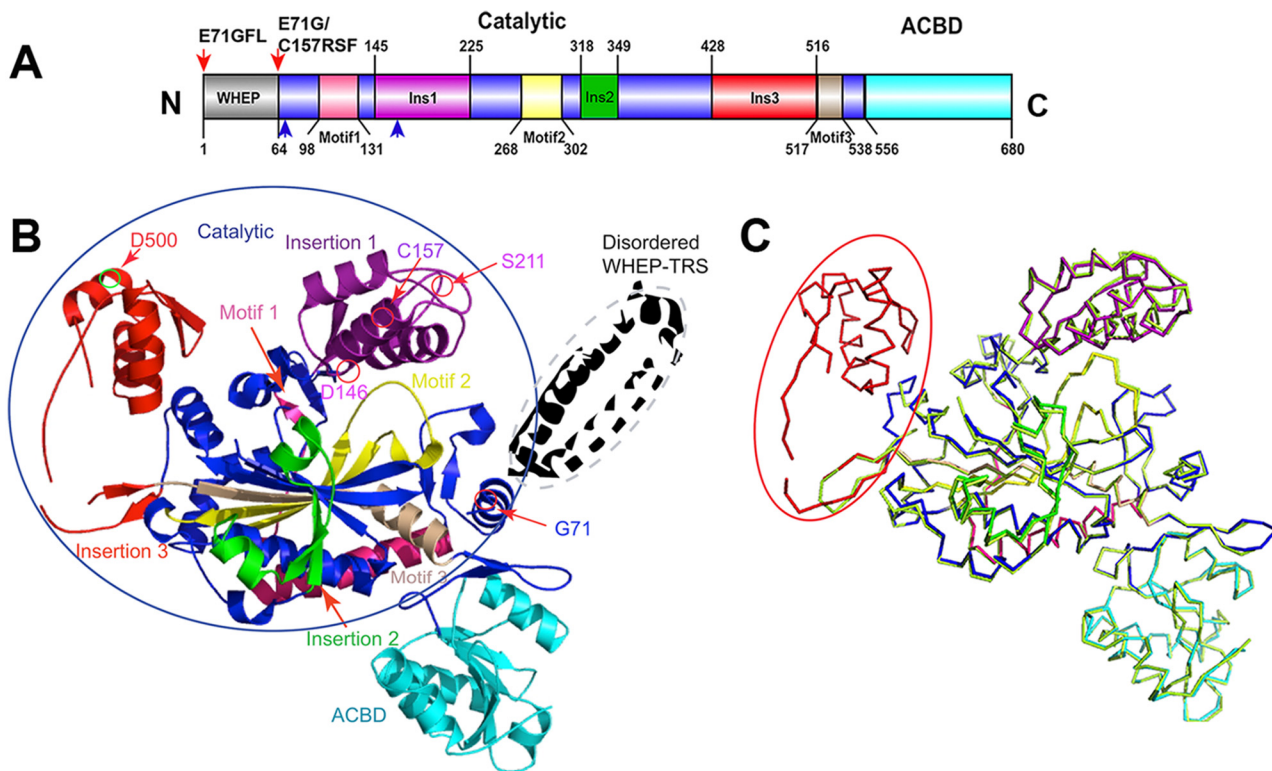 A
E71GFL
E71G/
C157RSF
Catalytic
ACBD
145
225
318
349
428
516
N
WHEP
Ins1
Ins2
Ins3
C
Motif1
Motif2
Motif3
1
64
98
131
268
302
517
538
556
680
B
D500
Catalytic
Insertion 1
C157
S211
Disordered
WHEP-TRS
Motif 1
D146
Motif 2
G71
Insertion 3
Motif 3
Insertion 2
ACBD
C